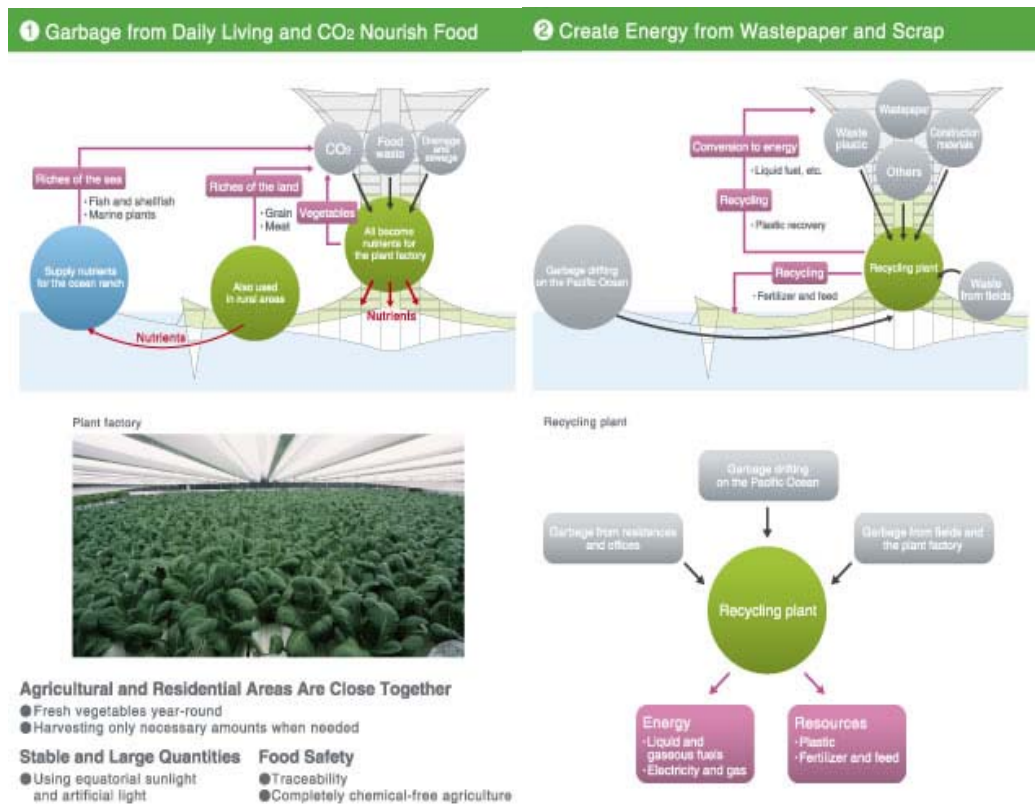 1 Garbage from Daily Living and CO2 Nourish Food
CO2
Food
waste
Drainage
and
sewage
Riches of the sea
・Fish and shellfish
・Marine plants
Riches of the land
・Grain
・Meat
Vegetables
All become
nutrients for
the plant factory
Supply nutrients
for the ocean ranch
Also used
in rural areas
Nutrients
Nutrients
Plant factory
Agricultural and Residential Areas Are Close Together
●Fresh vegetables year-round
●Harvesting only necessary amounts when needed
Stable and Large Quantities
●Using equatorial sunlight
and artificial light
Food Safety
●Traceability
●Completely chemical-free agriculture
2 Create Energy from Wastepaper and Scrap
Wastepaper
Waste
plastic
Construction
materials
Others
Conversion to energy
・Liquid fuel, etc.
Recycling
・Plastic recovery
Garbage drifting
on the Pacific Ocean
Recycling
・Fertilizer and feed
Recycling plant
Waste
from fields
Recycling plant
Garbage drifting
on the Pacific Ocean
Garbage from residences
and offices
Garbage from fields and
the plant factory
Recycling plant
Energy
・Liquid and
gaseous fuels
・Electricity and gas
Resources
・Plastic
・Fertilizer and feed